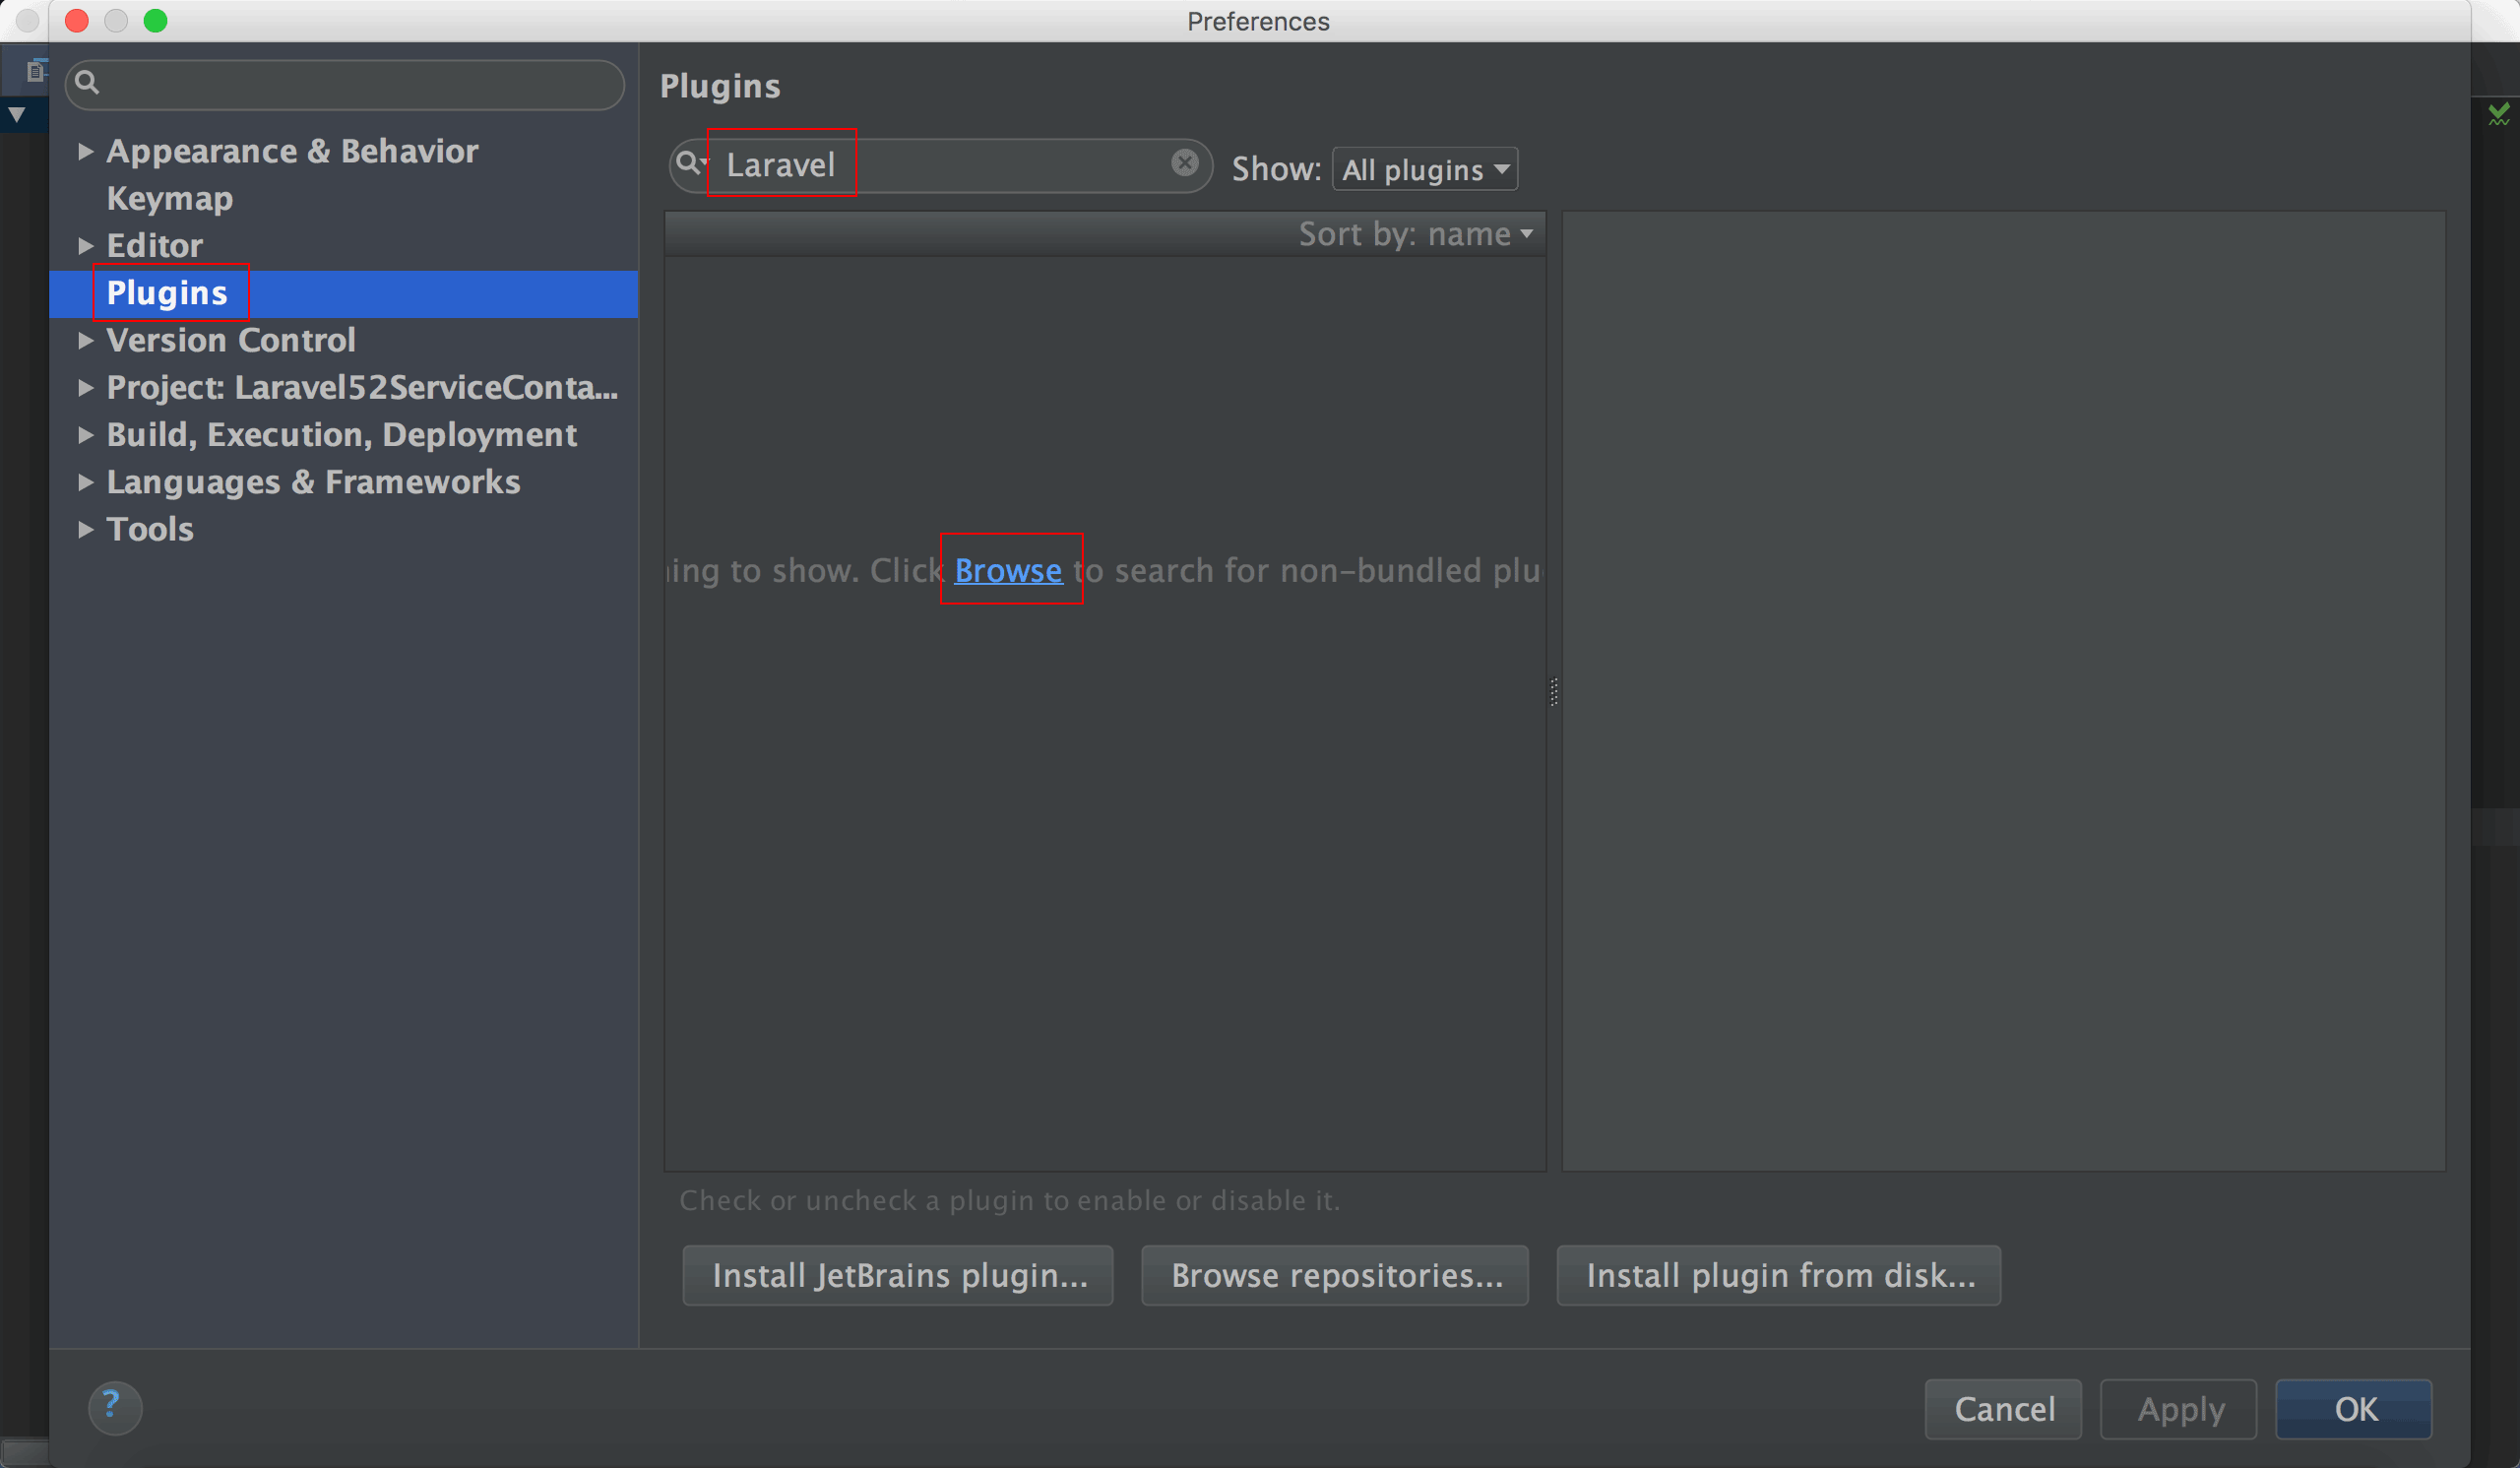 Preferences
Appearance & Behavior
Keymap
Editor
Plugins
Version Control
Project: Laravel52ServiceConta...
Build, Execution, Deployment
Languages & Frameworks
Tools
Plugins
Laravel
Show: All plugins
Sort by: name
ing to show. Click Browse to search for non-bundled plu
Check or uncheck a plugin to enable or disable it.
Install JetBrains plugin...
Browse repositories...
Install plugin from disk...
?
Cancel
Apply
OK